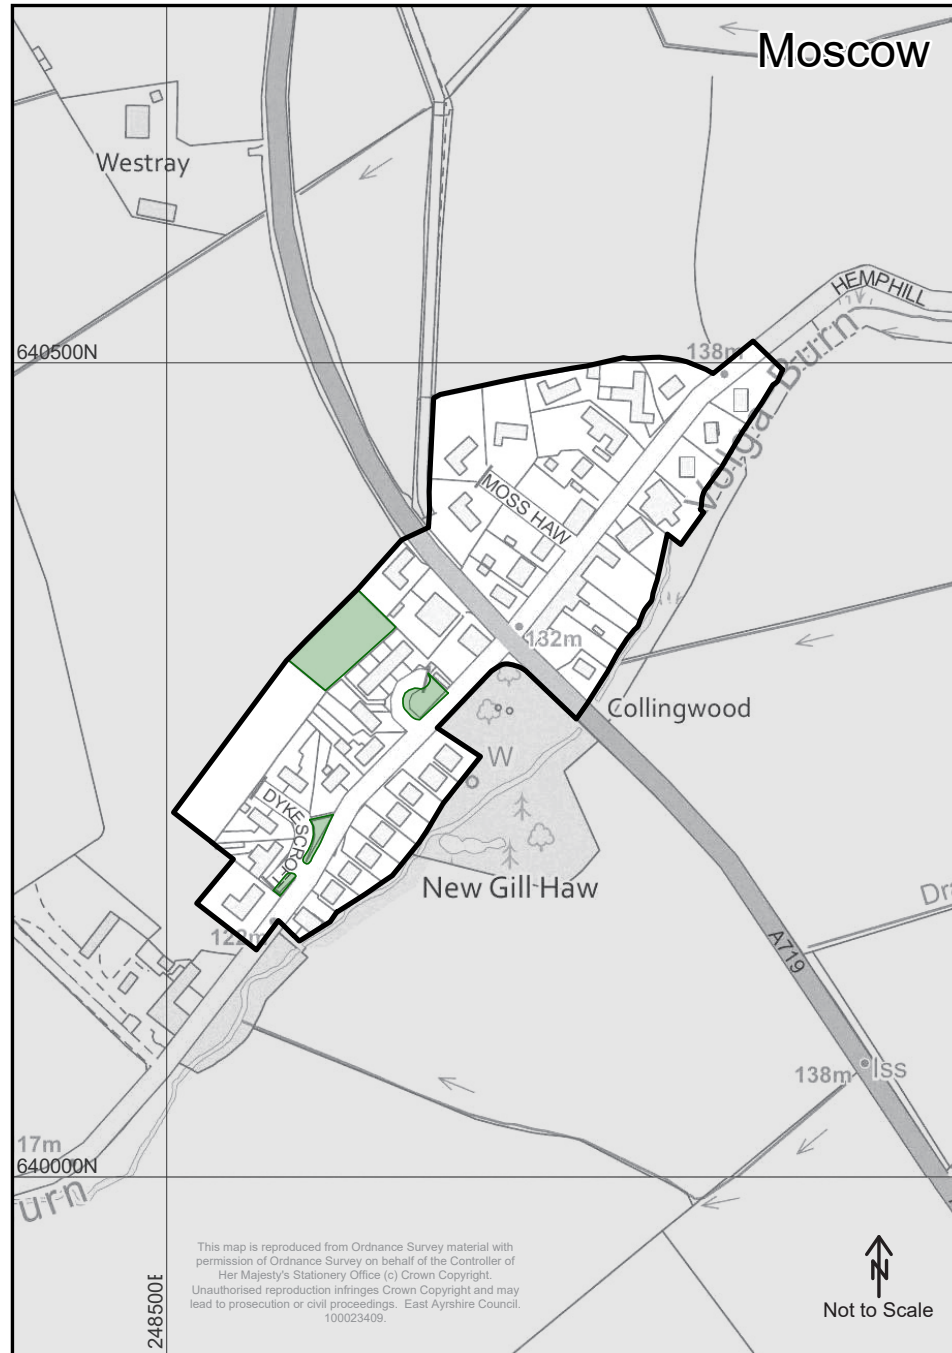 Moscow
Westray
HEMPHILL
640500N
138m
Volga Burn
MOSS HAW
132m
Collingwood
W
DYKESCROFT
New Gill Haw
122m
Dra
A719
138m
Iss
17m
640000N
urn
248500E
This map is reproduced from Ordnance Survey material with
permission of Ordnance Survey on behalf of the Controller of
Her Majesty's Stationery Office (c) Crown Copyright.
Unauthorised reproduction infringes Crown Copyright and may
lead to prosecution or civil proceedings. East Ayrshire Council.
100023409.
N
Not to Scale